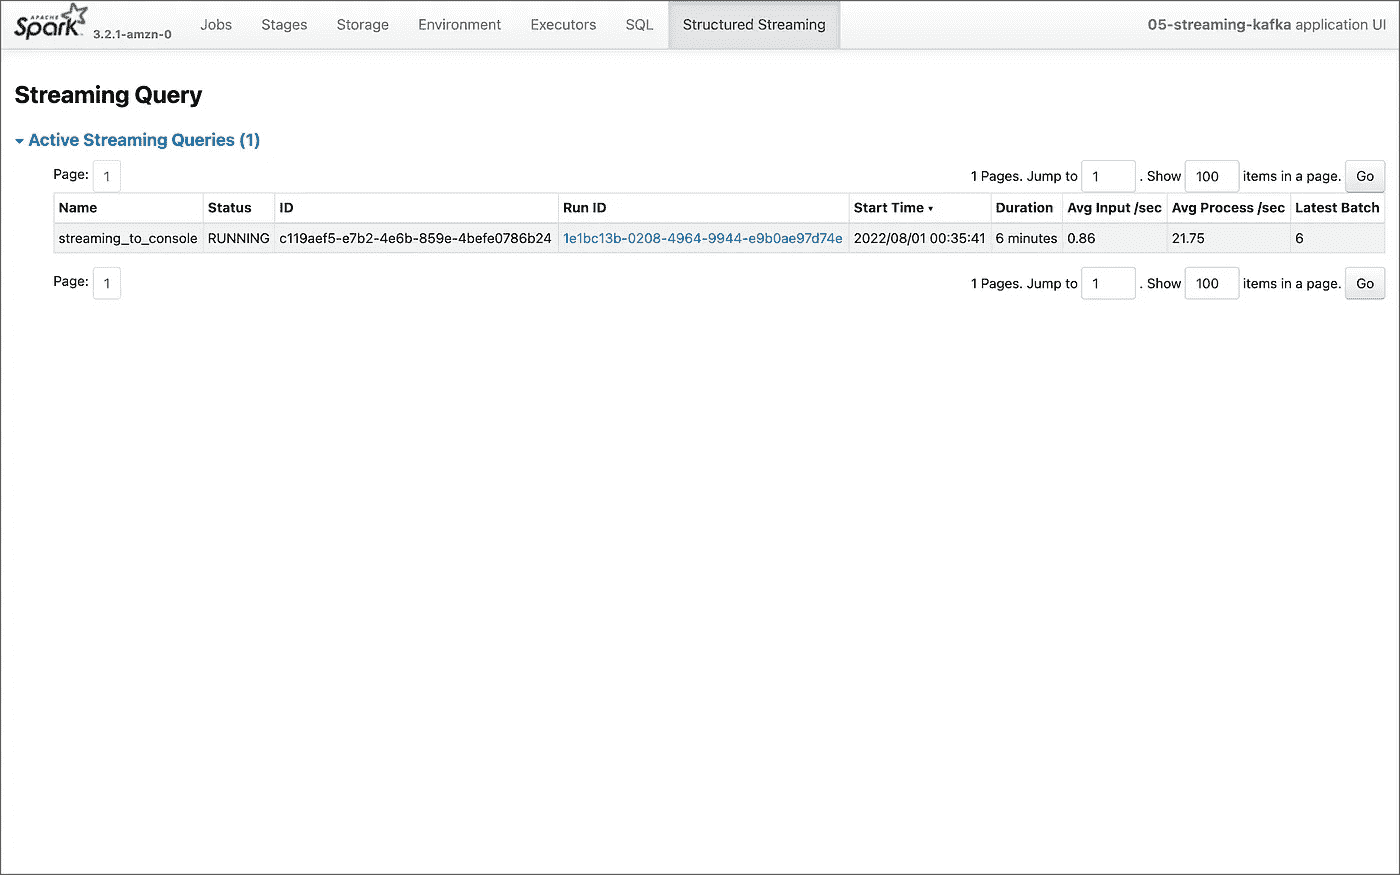 APACHE Spark 3.2.1-amzn-0 Jobs Stages Storage Environment Executors SQL Structured Streaming 05-streaming-kafka application UI
Streaming Query
Active Streaming Queries (1)
Page: 1 1 Pages. Jump to 1 . Show 100 items in a page. Go
Name Status ID Run ID Start Time Duration Avg Input /sec Avg Process /sec Latest Batch
streaming_to_console RUNNING c119aef5-e7b2-4e6b-859e-4befe0786b24 1e1bc13b-0208-4964-9944-e9b0ae97d74e 2022/08/01 00:35:41 6 minutes 0.86 21.75 6
Page: 1 1 Pages. Jump to 1 . Show 100 items in a page. Go